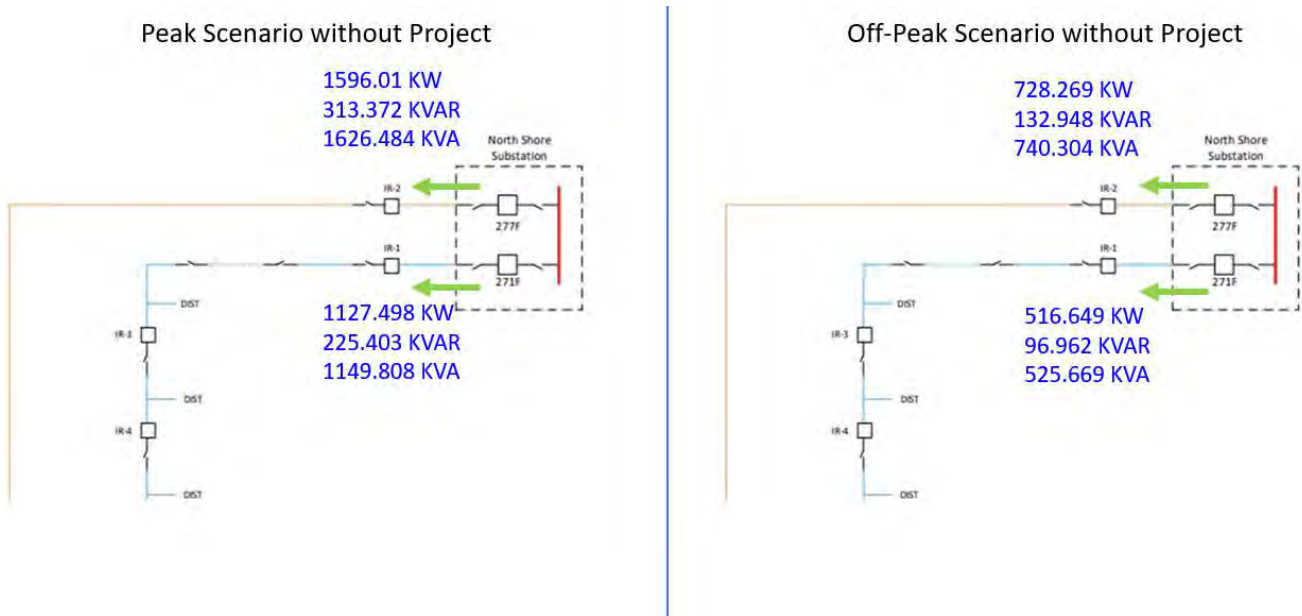 Peak Scenario without Project
1596.01 KW
313.372 KVAR
1626.484 KVA
North Shore
Substation
IR-2
277F
IR-1
271F
DIST
1127.498 KW
225.403 KVAR
1149.808 KVA
IR-3
DIST
IR-4
DIST
Off-Peak Scenario without Project
728.269 KW
132.948 KVAR
740.304 KVA
North Shore
Substation
IR-2
277F
IR-1
271F
DIST
516.649 KW
96.962 KVAR
525.669 KVA
IR-3
DIST
IR-4
DIST